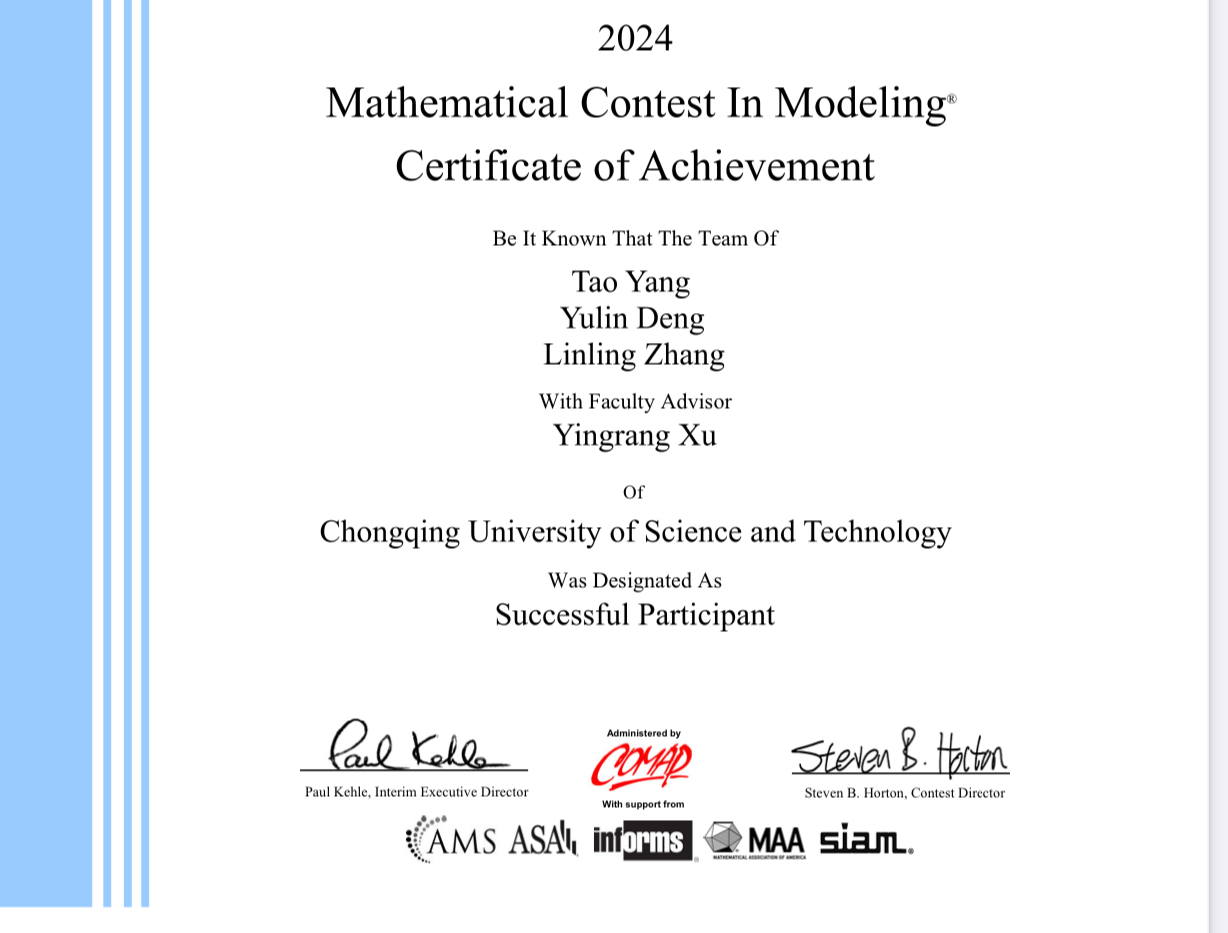 2024
Mathematical Contest In Modeling®
Certificate of Achievement
Be It Known That The Team Of
Tao Yang
Yulin Deng
Linling Zhang
With Faculty Advisor
Yingrang Xu
Of
Chongqing University of Science and Technology
Was Designated As
Successful Participant
Paul Kehle
Administered by
COMAP
Steven B. Horton
Paul Kehle, Interim Executive Director
Steven B. Horton, Contest Director
With support from
AMS ASA informs® MAA siam®
MATHEMATICAL ASSOCIATION OF AMERICA